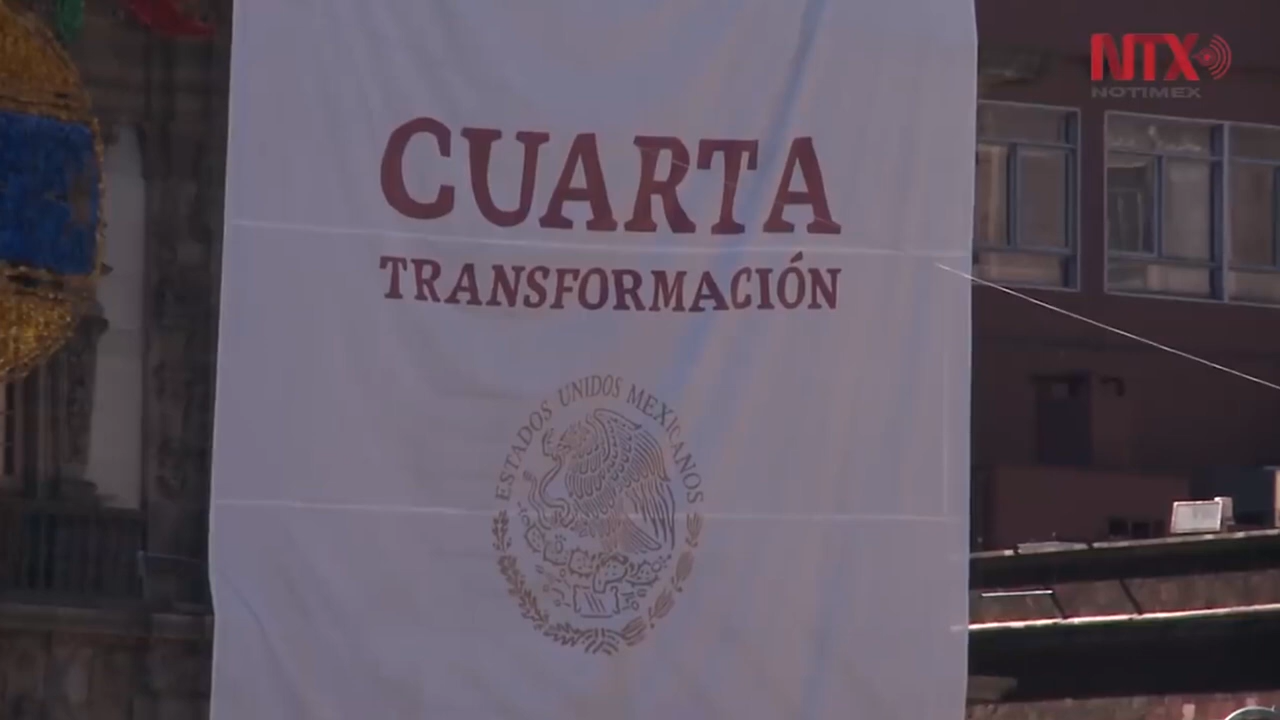 NTX
NOTIMEX
CUARTA
TRANSFORMACIÓN
ESTADOS UNIDOS MEXICANOS